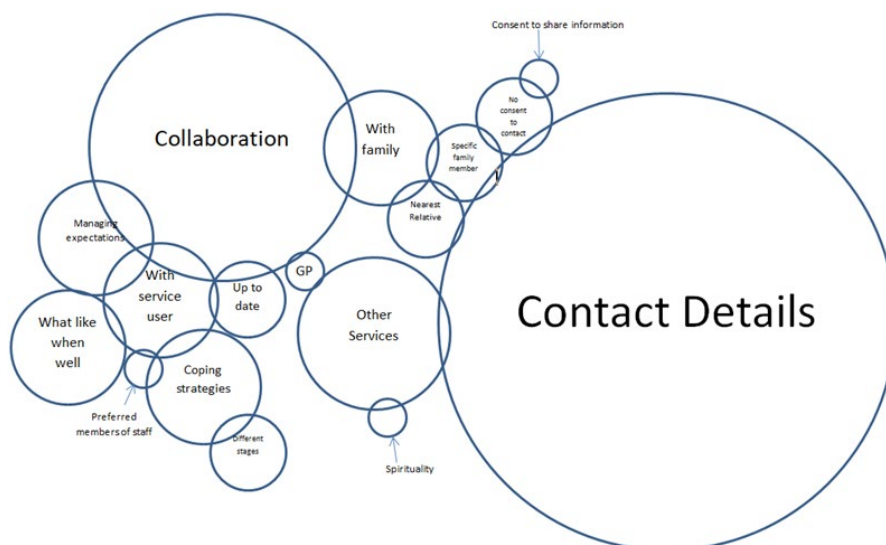 Consent to share information
No
consent
to
contact
Collaboration
With
family
Specific
family
member
Nearest
Relative
Managing
expectations
With
service
user
Up to
date
GP
Other
Services
Contact Details
What like
when
well
Coping
strategies
Preferred
members of staff
Different
stages
Spirituality